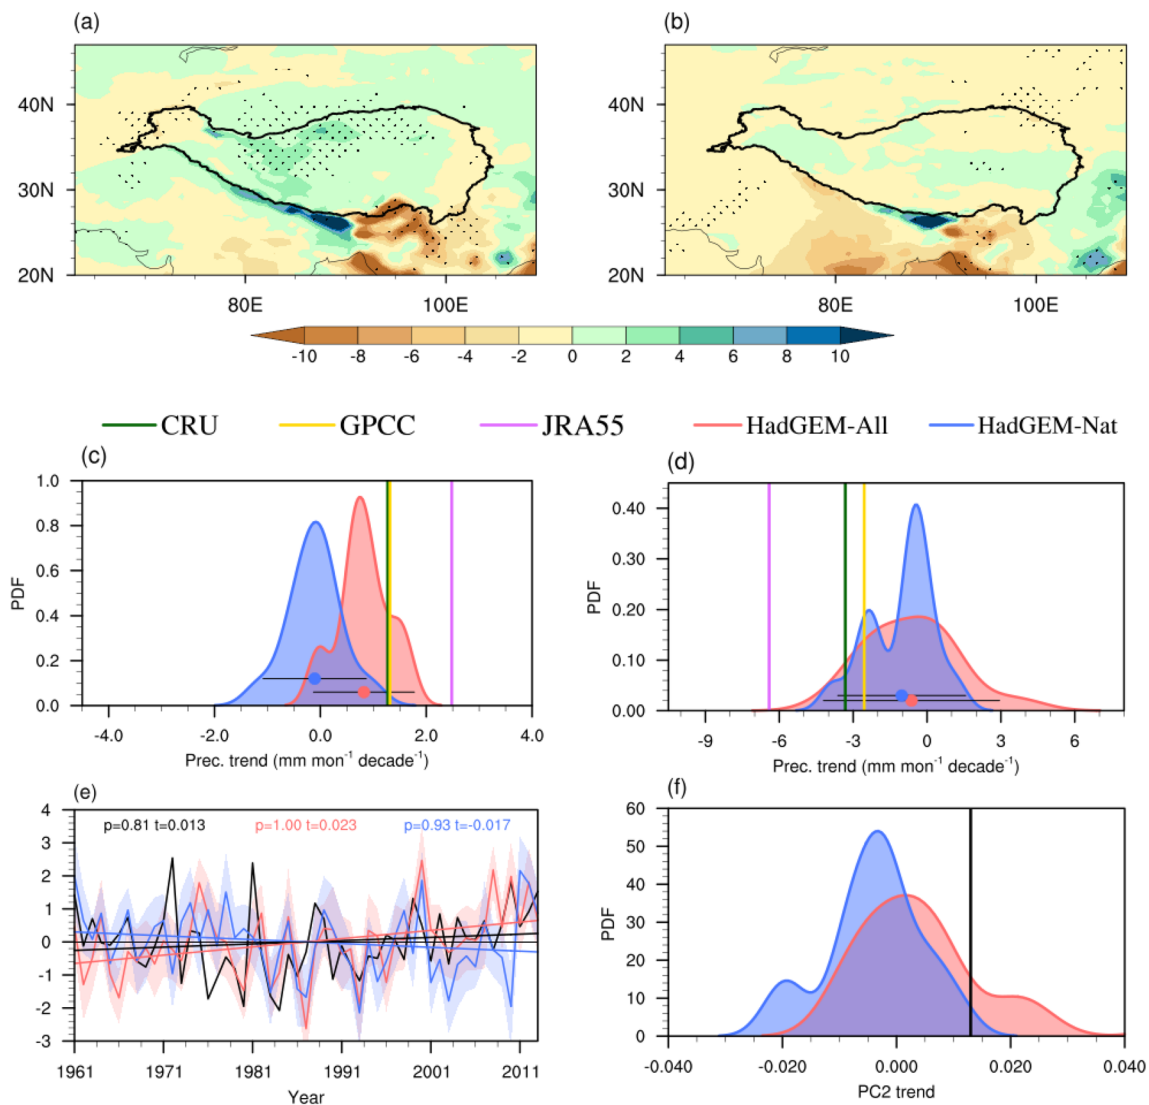 (a) (b)
40N 40N
30N 30N
20N 20N
80E 100E 80E 100E
-10 -8 -6 -4 -2 0 2 4 6 8 10
CRU GPCC JRA55 HadGEM-All HadGEM-Nat
(c) (d)
1.0
0.8
0.6
0.4
0.2
0.0
PDF
-4.0 -2.0 0.0 2.0 4.0
Prec. trend (mm mon⁻¹ decade⁻¹)
0.40
0.30
0.20
0.10
0.00
PDF
-9 -6 -3 0 3 6
Prec. trend (mm mon⁻¹ decade⁻¹)
(e) (f)
p=0.81 t=0.013 p=1.00 t=0.023 p=0.93 t=-0.017
4
3
2
1
0
-1
-2
-3
1961 1971 1981 1991 2001 2011
Year
60
50
40
30
20
10
0
PDF
-0.040 -0.020 0.000 0.020 0.040
PC2 trend